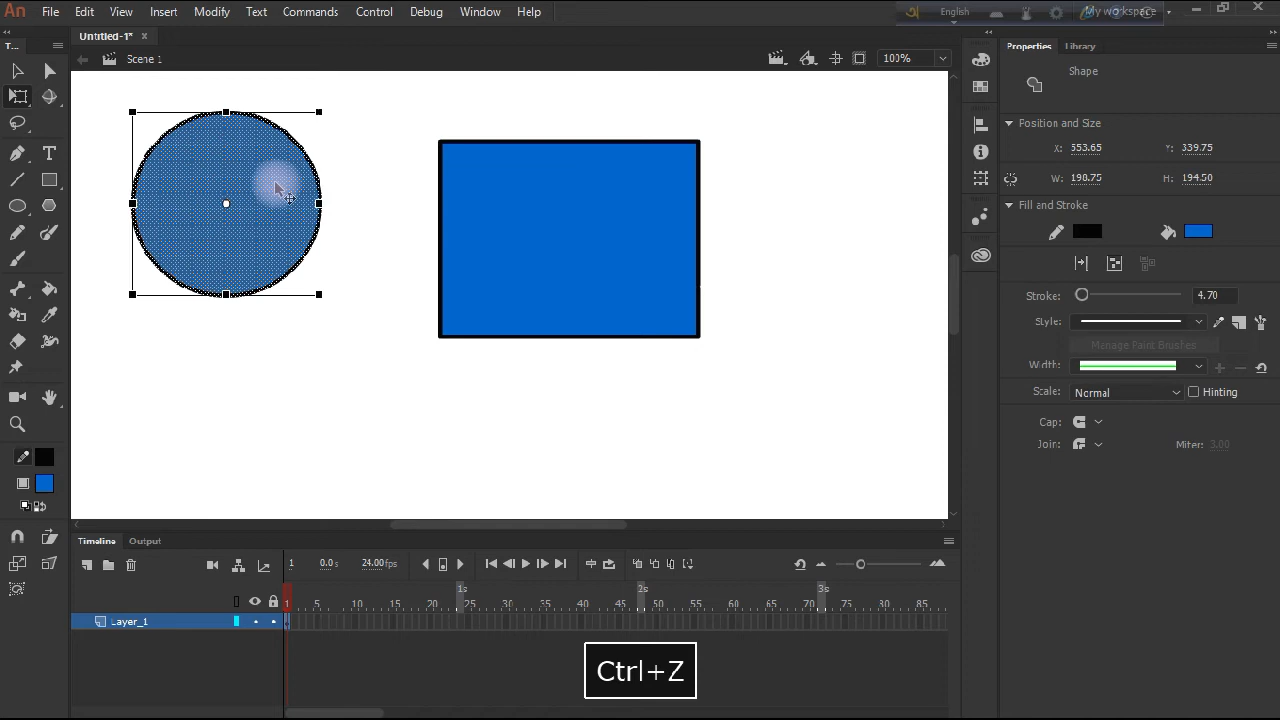 An File Edit View Insert Modify Text Commands Control Debug Window Help English My workspace
T... Untitled-1* Properties Library
Scene 1 100%
Shape
Position and Size
X: 553.65 Y: 339.75
W: 198.75 H: 194.50
Fill and Stroke
Stroke: 4.70
Style:
Manage Paint Brushes
Width:
Scale: Normal Hinting
Cap:
Join: Miter: 3.00
Timeline Output
1 0.0s 24.00fps
1s 2s 3s
1 5 10 15 20 25 30 35 40 45 50 55 60 65 70 75 80 85
Layer_1
Ctrl+Z